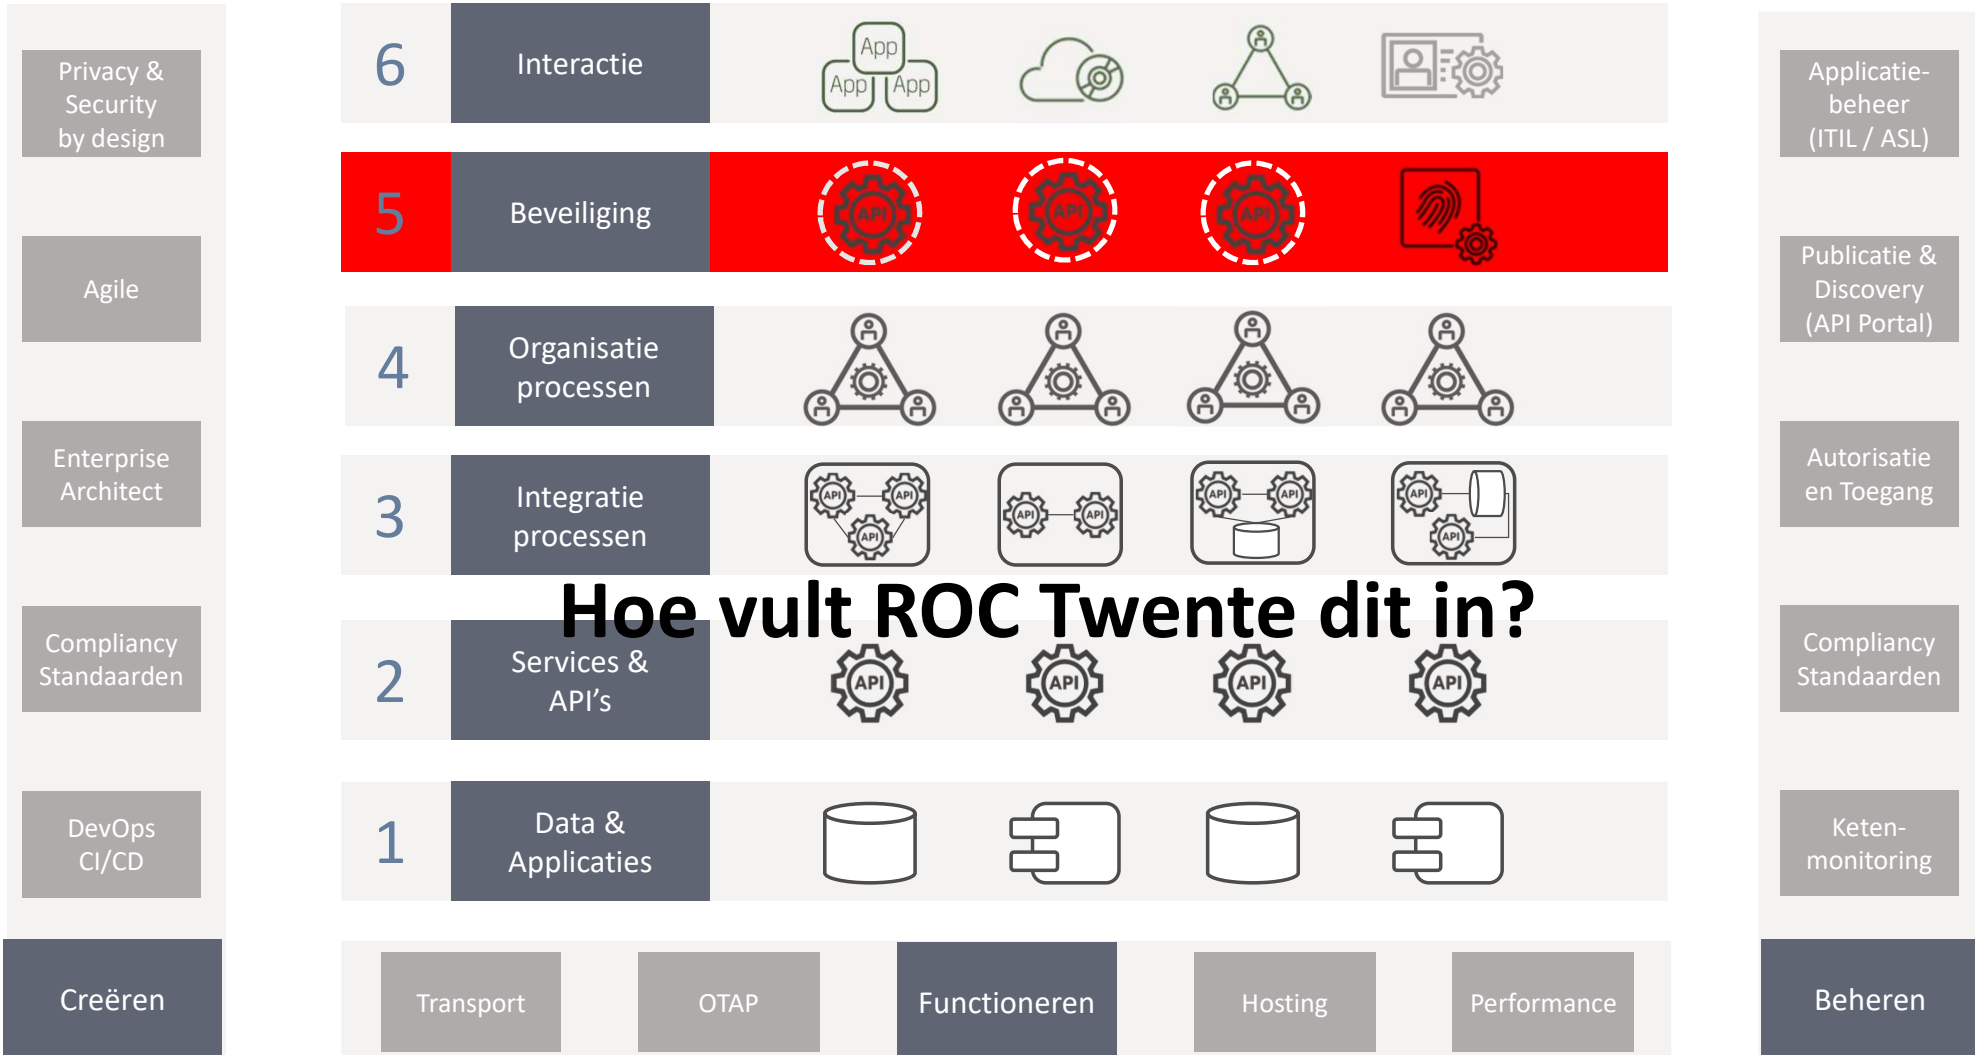 Privacy &
Security
by design
Agile
Enterprise
Architect
Compliancy
Standaarden
DevOps
CI/CD
Creëren
6
Interactie
App
App
App
5
Beveiliging
API
API
API
4
Organisatie
processen
3
Integratie
processen
API
API
API
API
API
API
API
API
API
Hoe vult ROC Twente dit in?
2
Services &
API's
API
API
API
API
1
Data &
Applicaties
Transport
OTAP
Functioneren
Hosting
Performance
Applicatie-
beheer
(ITIL / ASL)
Publicatie &
Discovery
(API Portal)
Autorisatie
en Toegang
Compliancy
Standaarden
Keten-
monitoring
Beheren